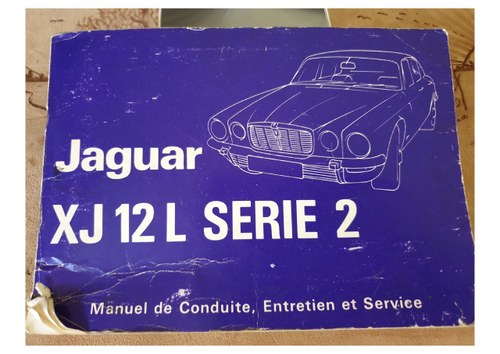 Jaguar
XJ 12 L SERIE 2
Manuel de Conduite, Entretien et Service